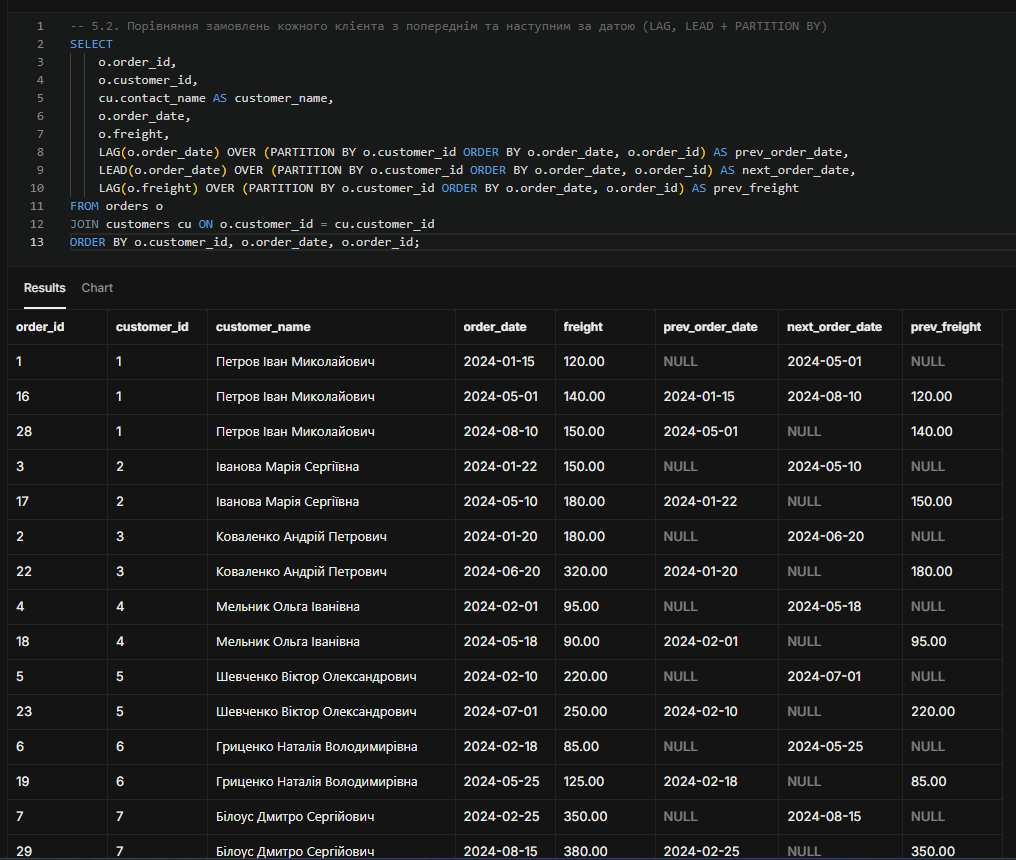 1 -- 5.2. Порівняння замовлень кожного клієнта з попереднім та наступним за датою (LAG, LEAD + PARTITION BY)
2 SELECT
3 o.order_id,
4 o.customer_id,
5 cu.contact_name AS customer_name,
6 o.order_date,
7 o.freight,
8 LAG(o.order_date) OVER (PARTITION BY o.customer_id ORDER BY o.order_date, o.order_id) AS prev_order_date,
9 LEAD(o.order_date) OVER (PARTITION BY o.customer_id ORDER BY o.order_date, o.order_id) AS next_order_date,
10 LAG(o.freight) OVER (PARTITION BY o.customer_id ORDER BY o.order_date, o.order_id) AS prev_freight
11 FROM orders o
12 JOIN customers cu ON o.customer_id = cu.customer_id
13 ORDER BY o.customer_id, o.order_date, o.order_id;
Results Chart
order_id customer_id customer_name order_date freight prev_order_date next_order_date prev_freight
1 1 Петров Іван Миколайович 2024-01-15 120.00 NULL 2024-05-01 NULL
16 1 Петров Іван Миколайович 2024-05-01 140.00 2024-01-15 2024-08-10 120.00
28 1 Петров Іван Миколайович 2024-08-10 150.00 2024-05-01 NULL 140.00
3 2 Іванова Марія Сергіївна 2024-01-22 150.00 NULL 2024-05-10 NULL
17 2 Іванова Марія Сергіївна 2024-05-10 180.00 2024-01-22 NULL 150.00
2 3 Коваленко Андрій Петрович 2024-01-20 180.00 NULL 2024-06-20 NULL
22 3 Коваленко Андрій Петрович 2024-06-20 320.00 2024-01-20 NULL 180.00
4 4 Мельник Ольга Іванівна 2024-02-01 95.00 NULL 2024-05-18 NULL
18 4 Мельник Ольга Іванівна 2024-05-18 90.00 2024-02-01 NULL 95.00
5 5 Шевченко Віктор Олександрович 2024-02-10 220.00 NULL 2024-07-01 NULL
23 5 Шевченко Віктор Олександрович 2024-07-01 250.00 2024-02-10 NULL 220.00
6 6 Гриценко Наталія Володимирівна 2024-02-18 85.00 NULL 2024-05-25 NULL
19 6 Гриценко Наталія Володимирівна 2024-05-25 125.00 2024-02-18 NULL 85.00
7 7 Білоус Дмитро Сергійович 2024-02-25 350.00 NULL 2024-08-15 NULL
29 7 Білоус Дмитро Сергійович 2024-08-15 380.00 2024-02-25 NULL 350.00